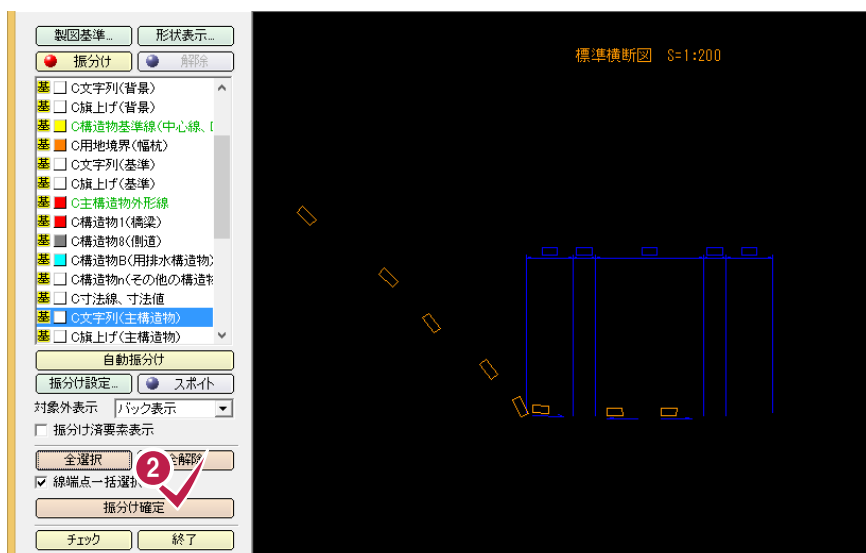 製図基準...
形状表示...
振分け
解除
基 C文字列(背景)
基 C旗上げ(背景)
基 C構造物基準線(中心線、
基 C用地境界(幅杭)
基 C文字列(基準)
基 C旗上げ(基準)
基 C主構造物外形線
基 C構造物1(橋梁)
基 C構造物8(側道)
基 C構造物B(用排水構造物)
基 C構造物n(その他の構造物
基 C寸法線、寸法値
基 C文字列(主構造物)
基 C旗上げ(主構造物)
自動振分け
振分け設定...
スポイト
対象外表示 バック表示
振分け済要素表示
全選択
全解除
2
線端点一括選択
振分け確定
チェック
終了
標準横断図 S=1:200